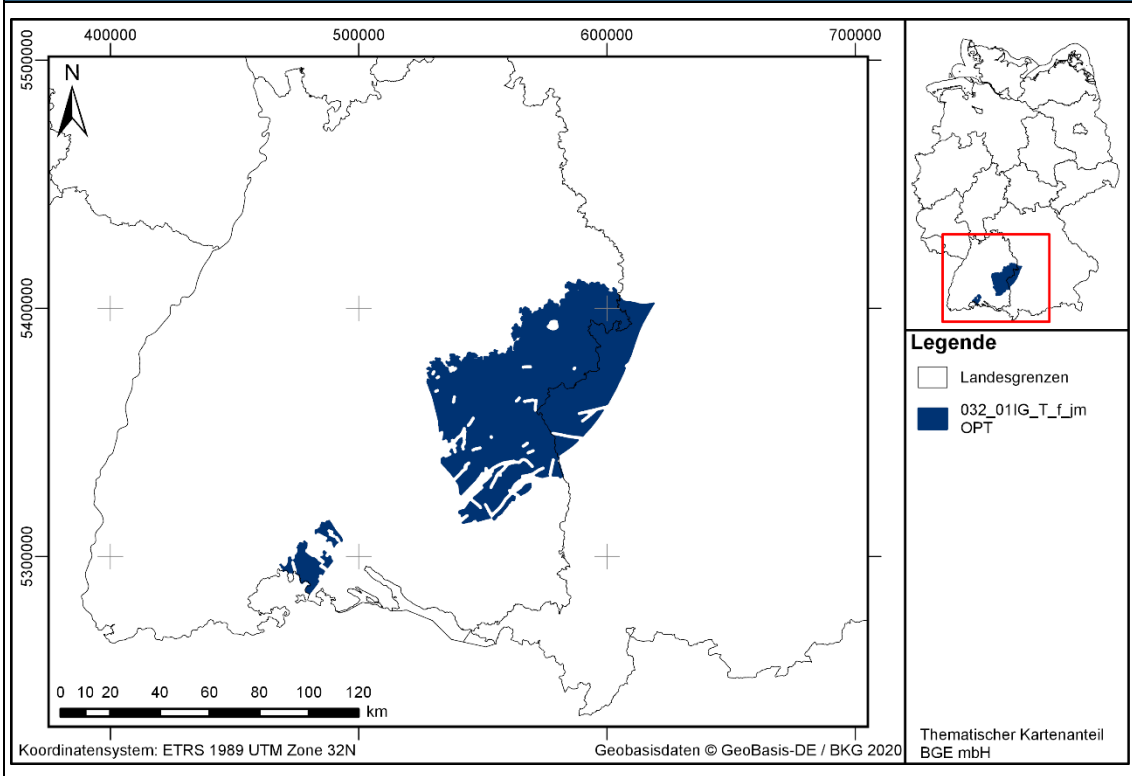 400000
500000
600000
700000
5500000
5400000
5300000
N
0 10 20 40 60 80 100 120
km
Koordinatensystem: ETRS 1989 UTM Zone 32N
Geobasisdaten © GeoBasis-DE / BKG 2020
Legende
Landesgrenzen
032_01IG_T_f_jm
OPT
Thematischer Kartenanteil
BGE mbH